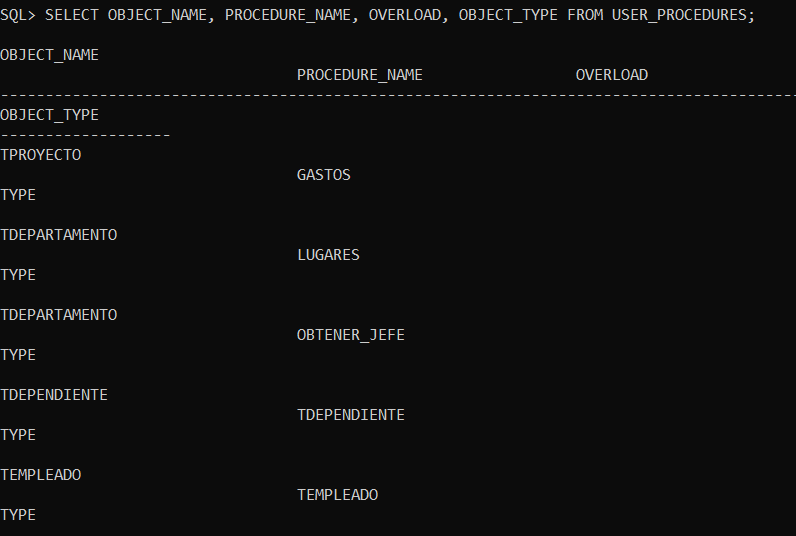 SQL> SELECT OBJECT_NAME, PROCEDURE_NAME, OVERLOAD, OBJECT_TYPE FROM USER_PROCEDURES;
OBJECT_NAME
PROCEDURE_NAME OVERLOAD
--------------------------------------------------------------------------------
OBJECT_TYPE
-------------------
TPROYECTO
GASTOS
TYPE
TDEPARTAMENTO
LUGARES
TYPE
TDEPARTAMENTO
OBTENER_JEFE
TYPE
TDEPENDIENTE
TDEPENDIENTE
TYPE
TEMPLEADO
TEMPLEADO
TYPE